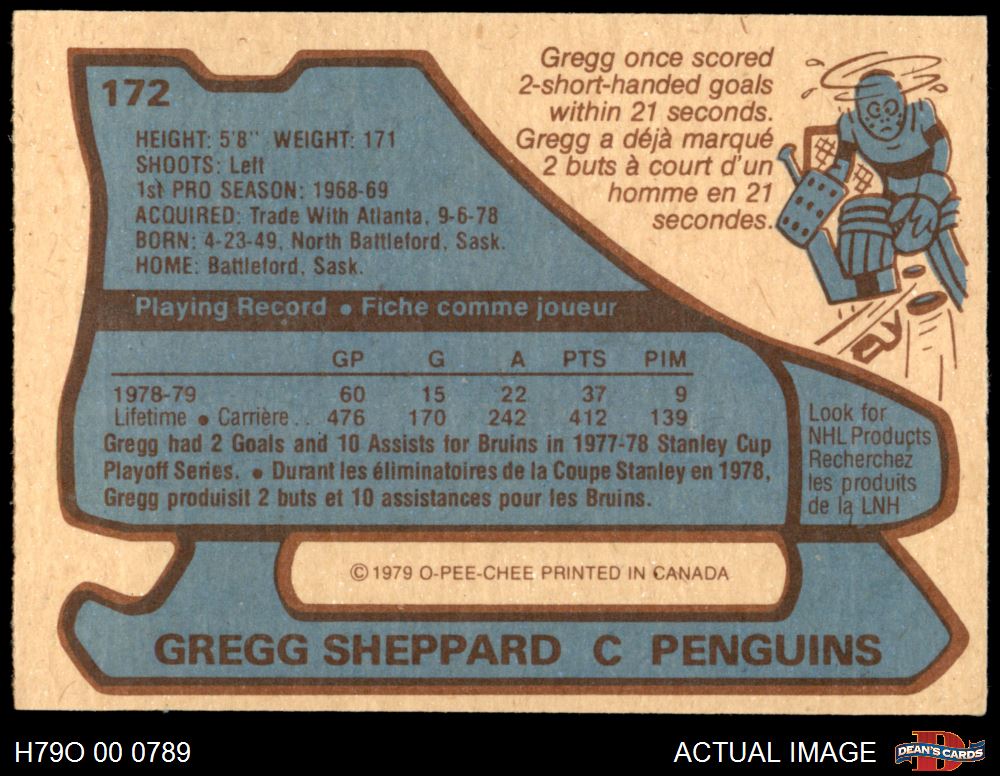 172
Gregg once scored
2-short-handed goals
within 21 seconds.
Gregg a déjà marqué
2 buts à court d'un
homme en 21
secondes.
HEIGHT: 5'8" WEIGHT: 171
SHOOTS: Left
1st PRO SEASON: 1968-69
ACQUIRED: Trade With Atlanta, 9-6-78
BORN: 4-23-49, North Battleford, Sask.
HOME: Battleford, Sask.
Playing Record • Fiche comme joueur
GP G A PTS PIM
1978-79 60 15 22 37 9
Lifetime • Carrière . . 476 170 242 412 139
Gregg had 2 Goals and 10 Assists for Bruins in 1977-78 Stanley Cup
Playoff Series. • Durant les éliminatoires de la Coupe Stanley en 1978,
Gregg produisit 2 buts et 10 assistances pour les Bruins.
Look for
NHL Products
Recherchez
les produits
de la LNH
© 1979 O-PEE-CHEE PRINTED IN CANADA
GREGG SHEPPARD C PENGUINS
H79O 00 0789
ACTUAL IMAGE
DEAN'S CARDS